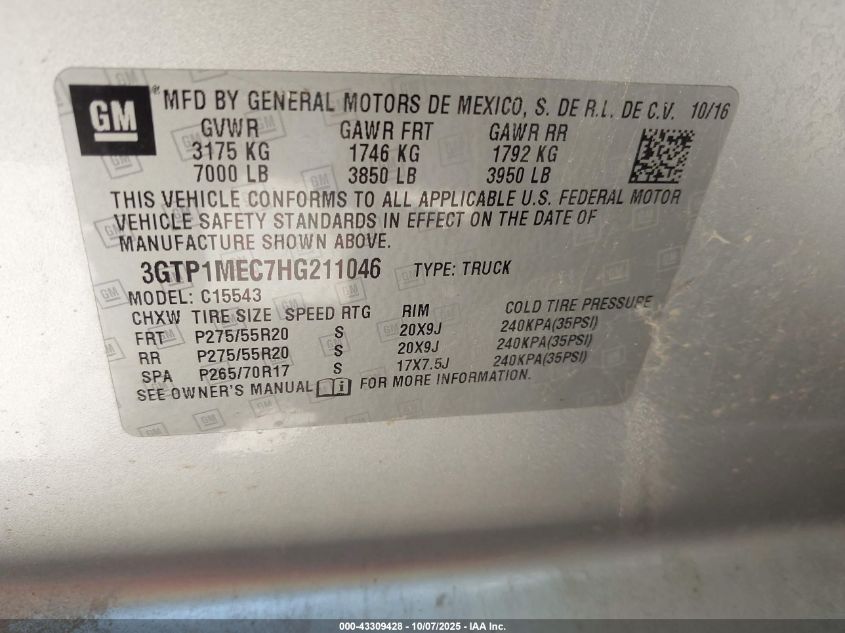 GM
® MFD BY GENERAL MOTORS DE MEXICO, S. DE R.L. DE C.V. 10/16
GVWR GAWR FRT GAWR RR
3175 KG 1746 KG 1792 KG
7000 LB 3850 LB 3950 LB
THIS VEHICLE CONFORMS TO ALL APPLICABLE U.S. FEDERAL MOTOR
VEHICLE SAFETY STANDARDS IN EFFECT ON THE DATE OF
MANUFACTURE SHOWN ABOVE.
3GTP1MEC7HG211046 TYPE: TRUCK
MODEL: C15543
CHXW TIRE SIZE SPEED RTG RIM COLD TIRE PRESSURE
FRT P275/55R20 S 20X9J 240KPA(35PSI)
RR P275/55R20 S 20X9J 240KPA(35PSI)
SPA P265/70R17 S 17X7.5J 240KPA(35PSI)
SEE OWNER'S MANUAL i FOR MORE INFORMATION.
000-43309428 - 10/07/2025 - IAA Inc.